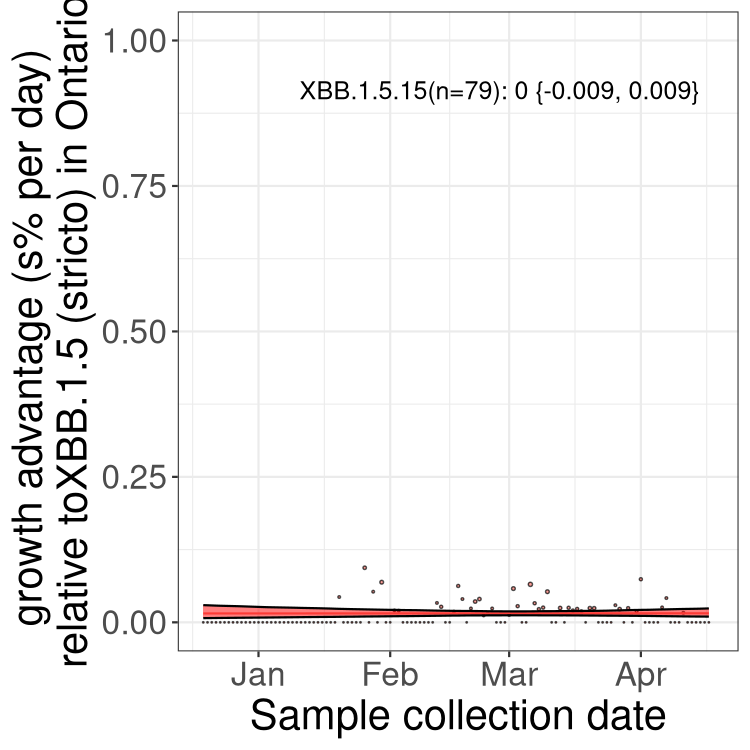 growth advantage (s% per day)
relative toXBB.1.5 (stricto) in Ontario
1.00
0.75
0.50
0.25
0.00
XBB.1.5.15(n=79): 0 {-0.009, 0.009}
Jan Feb Mar Apr
Sample collection date